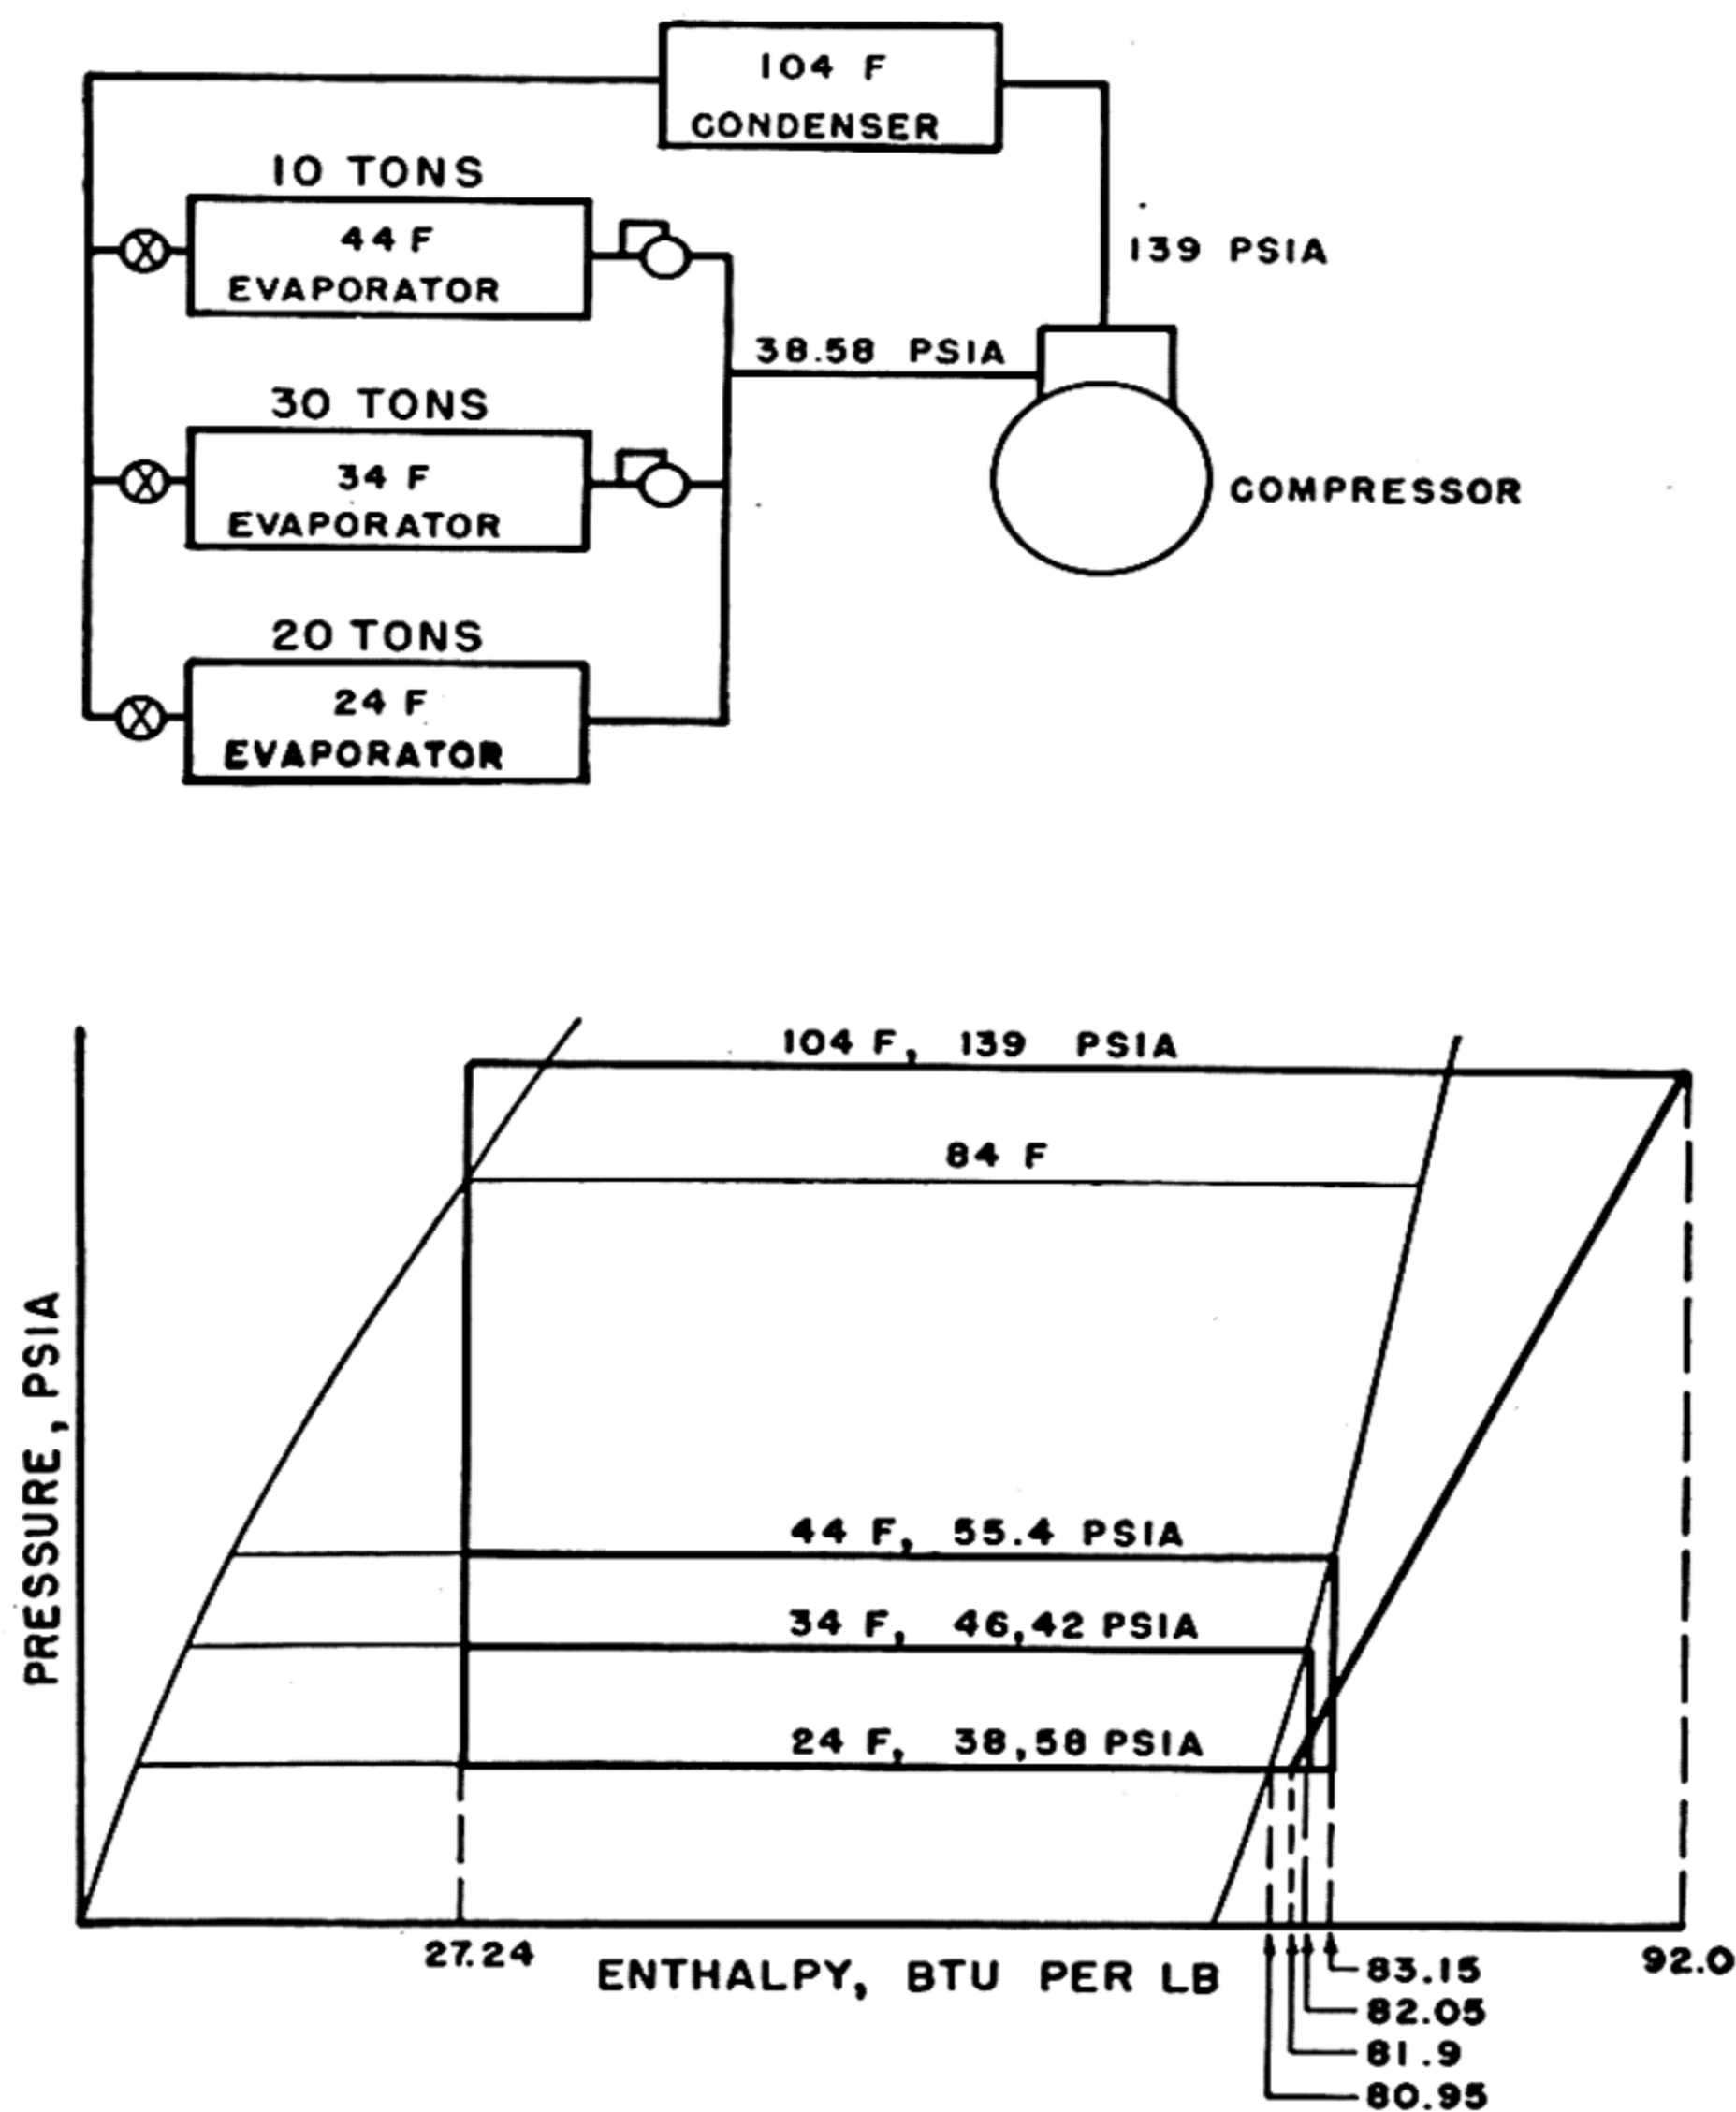 104 F
CONDENSER
10 TONS
44 F
EVAPORATOR
139 PSIA
38.58 PSIA
30 TONS
34 F
EVAPORATOR
COMPRESSOR
20 TONS
24 F
EVAPORATOR
104 F, 139 PSIA
84 F
PRESSURE, PSIA
44 F, 55.4 PSIA
34 F, 46,42 PSIA
24 F, 38,58 PSIA
27.24
ENTHALPY, BTU PER LB
92.0
83.15
82.05
81.9
80.95